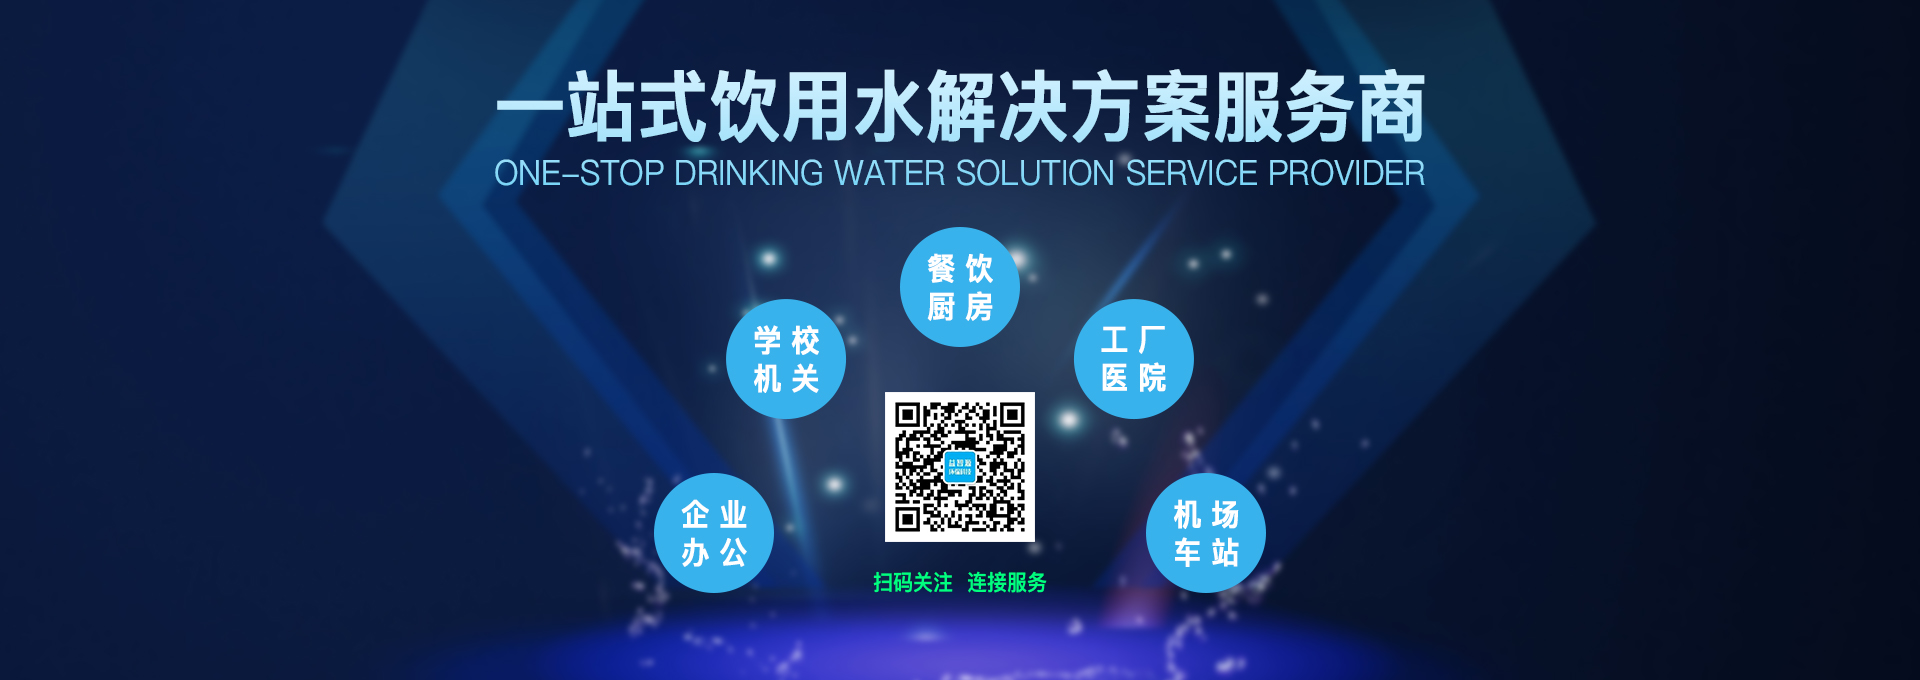 一站式饮用水解决方案服务商
ONE-STOP DRINKING WATER SOLUTION SERVICE PROVIDER
餐饮
厨房
学校
机关
工厂
医院
企业
办公
机场
车站
扫码关注 连接服务